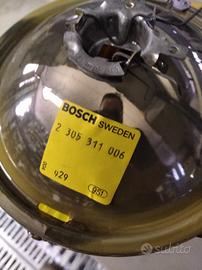 BOSCH SWEDEN
2 305 311 006
429
subito